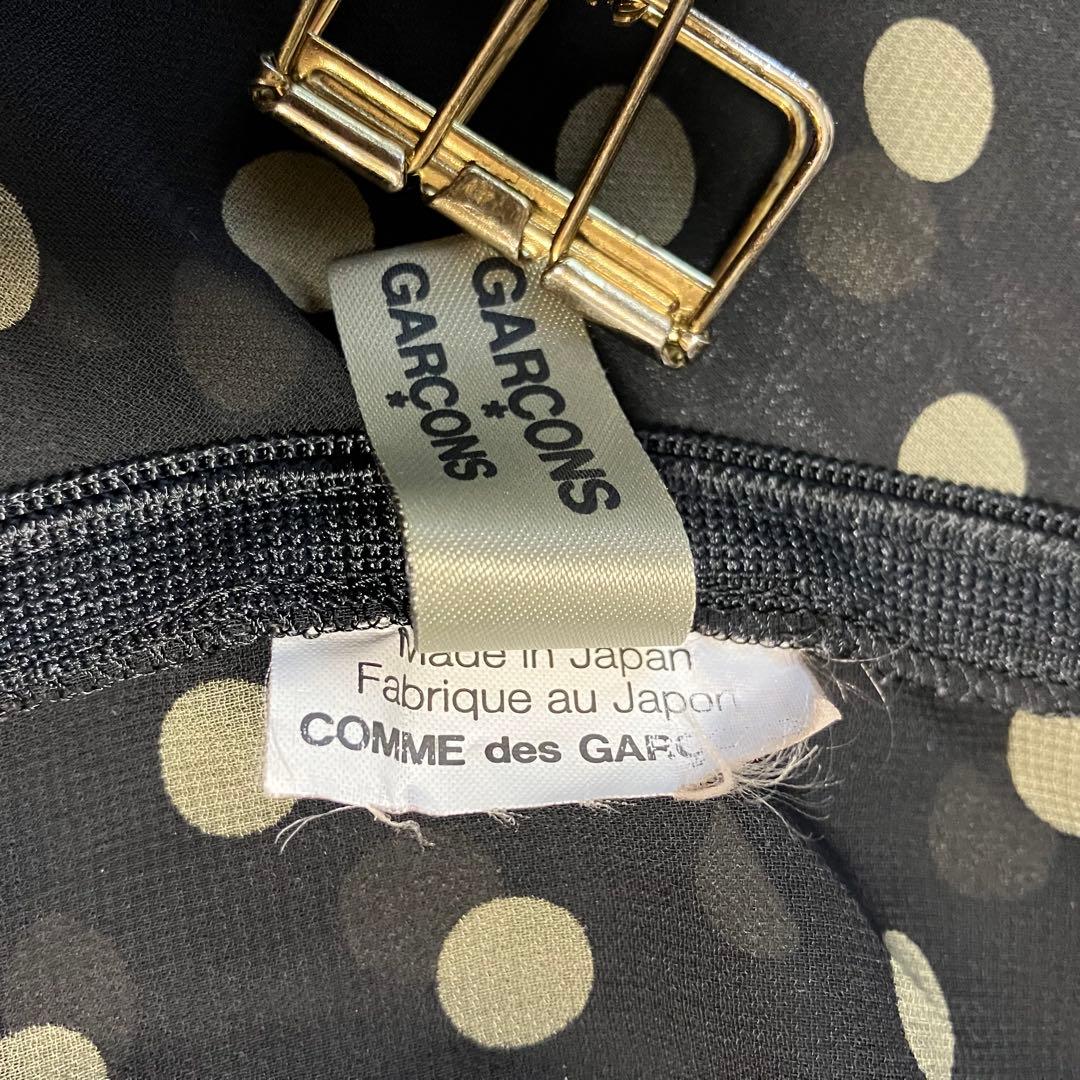 GARÇONS
*
GARÇONS
*
Made in Japan
Fabrique au Japon
COMME des GARÇ